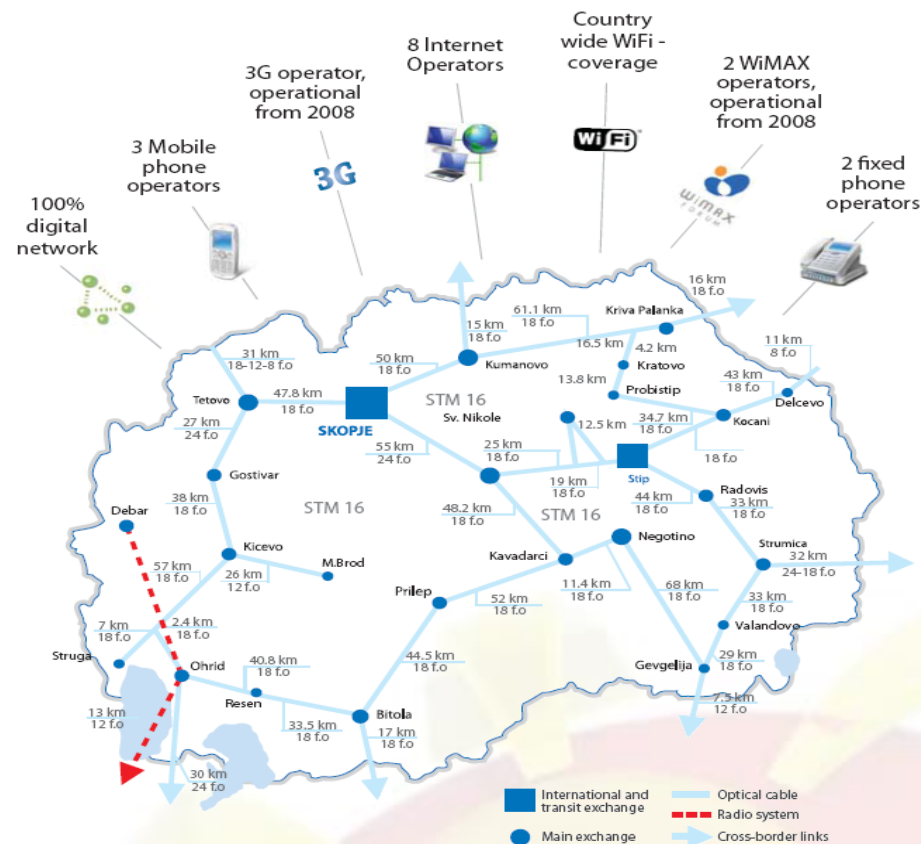 100%
digital
network
3 Mobile
phone
operators
3G operator,
operational
from 2008
3G
8 Internet
Operators
Country
wide WiFi -
coverage
WiFi
2 WiMAX
operators,
operational
from 2008
WiMAX
FORUM
2 fixed
phone
operators
16 km
18 f.o
Kriva Palanka
61.1 km
18 f.o
15 km
18 f.o
16.5 km
4.2 km
11 km
8 f.o
31 km
18-12-8 f.o
50 km
18 f.o
Kumanovo
Kratovo
13.8 km
Probistip
43 km
18 f.o
Delcevo
Tetovo
47.8 km
18 f.o
SKOPJE
STM 16
Sv. Nikole
12.5 km
34.7 km
18 f.o
Kocani
18 f.o
27 km
24 f.o
55 km
24 f.o
25 km
18 f.o
19 km
18 f.o
Stip
Gostivar
44 km
18 f.o
Radovis
33 km
18 f.o
38 km
18 f.o
STM 16
48.2 km
18 f.o
STM 16
Debar
Negotino
Strumica
Kicevo
Kavadarci
32 km
24-18 f.o
57 km
18 f.o
26 km
12 f.o
M.Brod
Prilep
52 km
18 f.o
11.4 km
18 f.o
68 km
18 f.o
33 km
18 f.o
Valandovo
7 km
18 f.o
2.4 km
18 f.o
Struga
Ohrid
40.8 km
18 f.o
44.5 km
18 f.o
Gevgelija
29 km
18 f.o
Resen
7.5 km
12 f.o
13 km
12 f.o
33.5 km
18 f.o
Bitola
17 km
18 f.o
30 km
24 f.o
International and
transit exchange
Main exchange
Optical cable
Radio system
Cross-border links